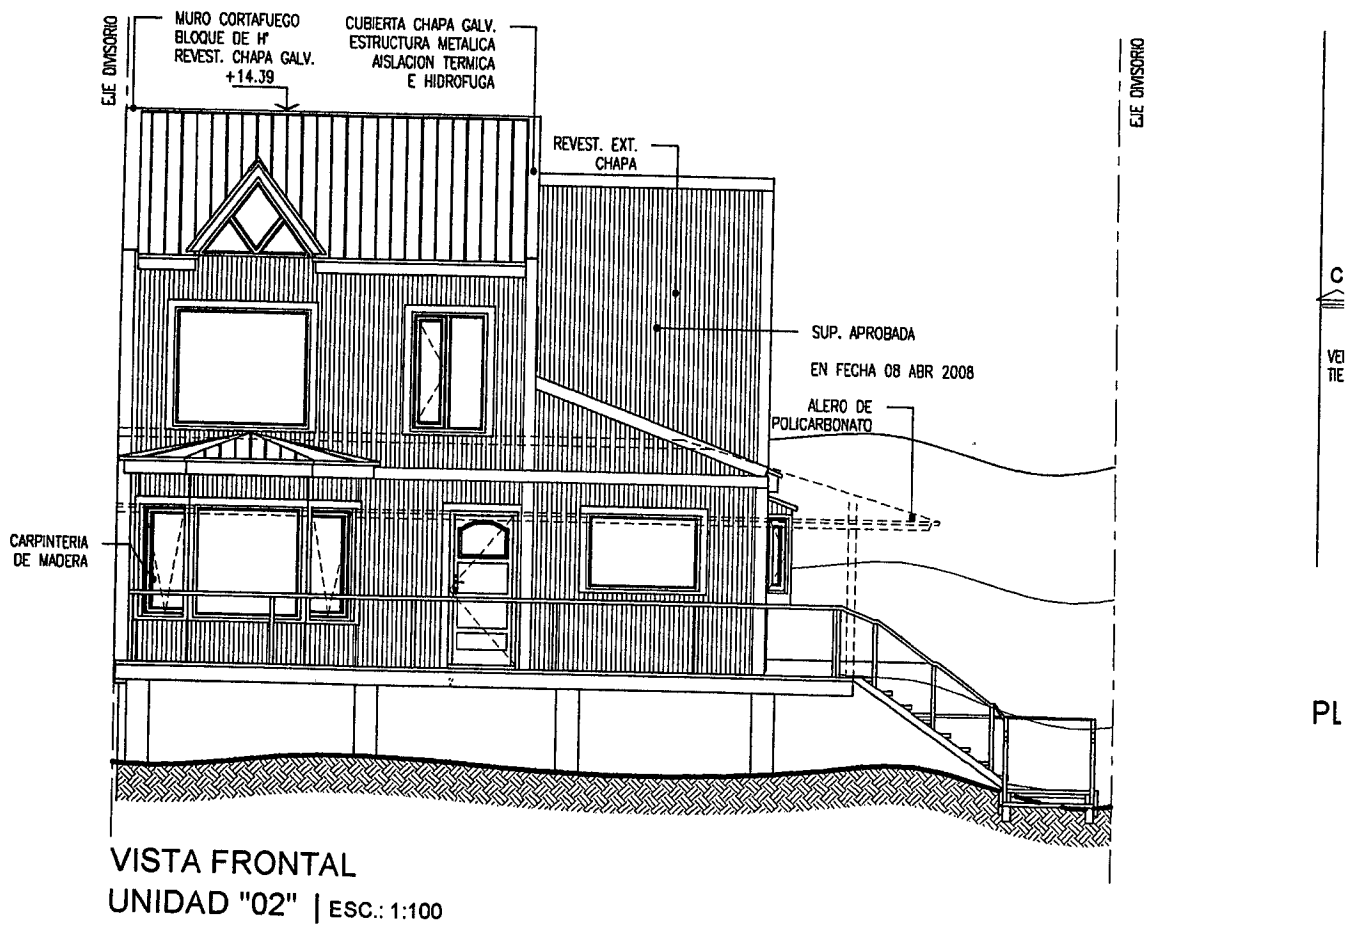 EJE DIVISORIO
MURO CORTAFUEGO
BLOQUE DE H°
REVEST. CHAPA GALV.
+14.39
CUBIERTA CHAPA GALV.
ESTRUCTURA METALICA
AISLACION TERMICA
E HIDROFUGA
EJE DIVISORIO
REVEST. EXT.
CHAPA
SUP. APROBADA
EN FECHA 08 ABR 2008
ALERO DE
POLICARBONATO
CARPINTERIA
DE MADERA
C
VEI
TIE
PL
VISTA FRONTAL
UNIDAD "02" | ESC.: 1:100